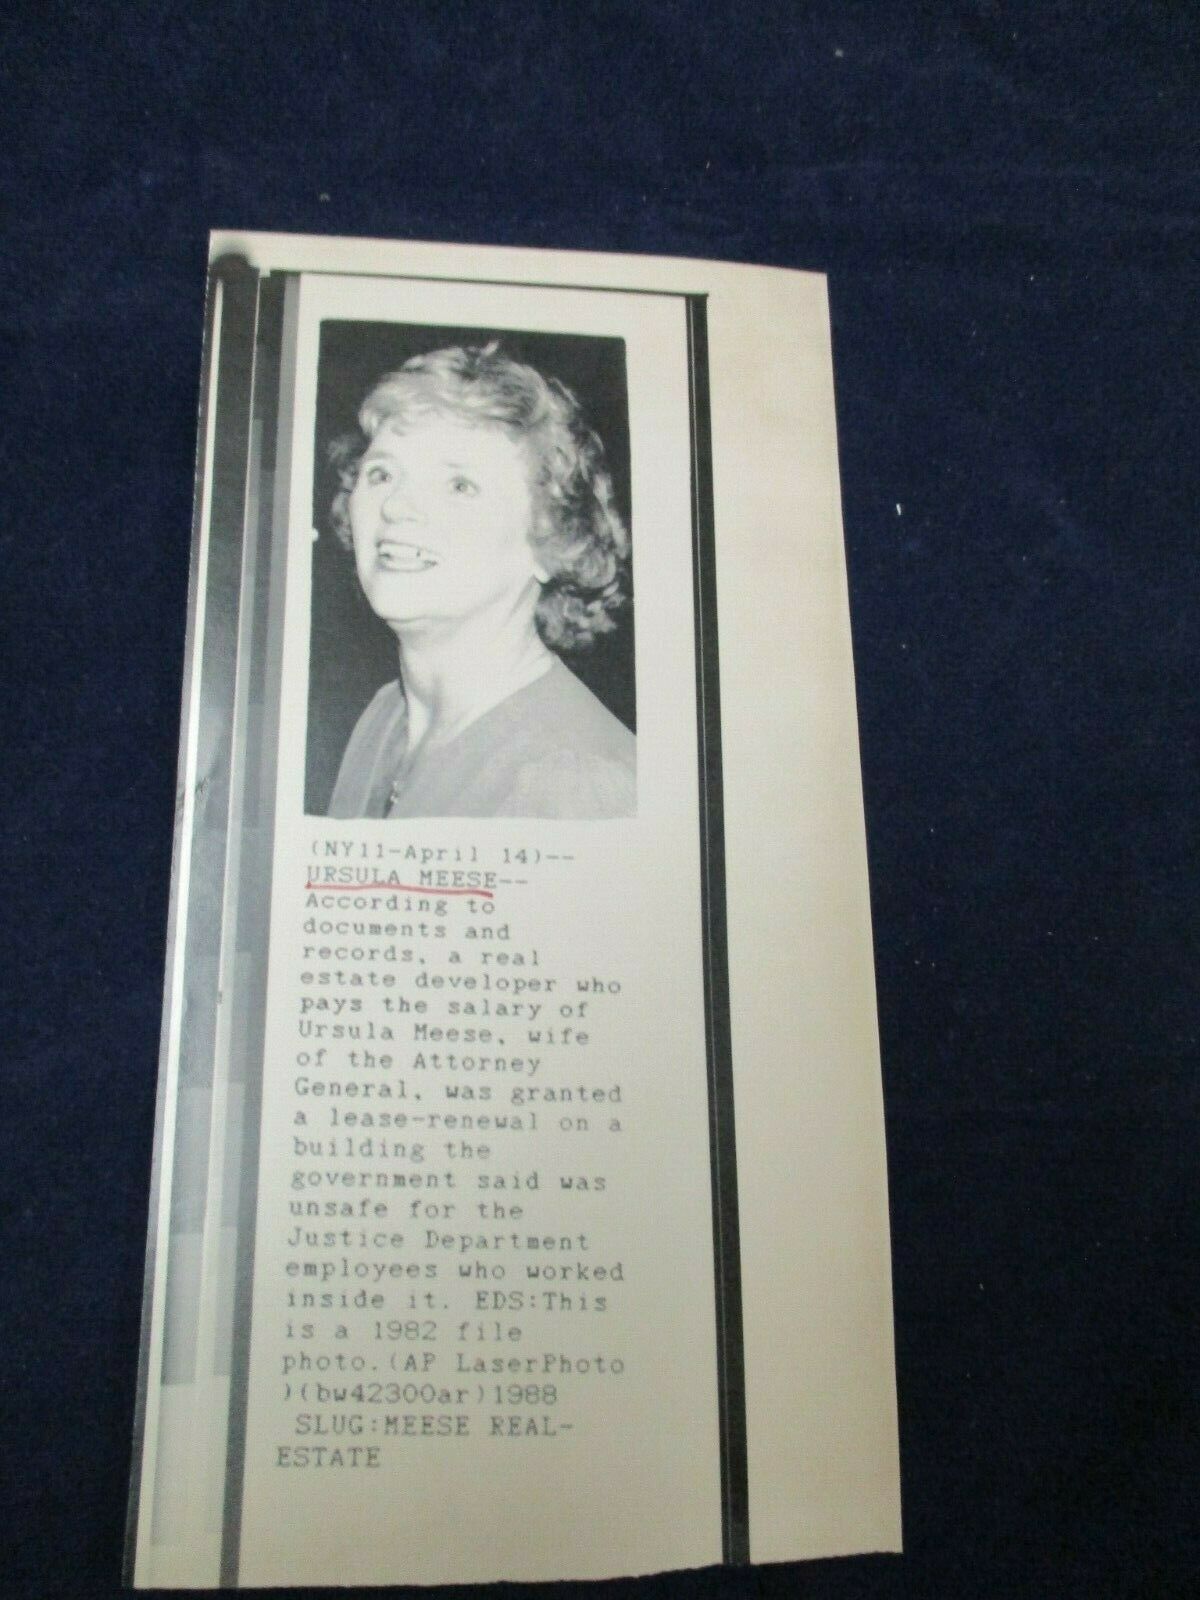 (NY11-April 14)--
URSULA MEESE--
According to
documents and
records, a real
estate developer who
pays the salary of
Ursula Meese, wife
of the Attorney
General, was granted
a lease-renewal on a
building the
government said was
unsafe for the
Justice Department
employees who worked
inside it. EDS:This
is a 1982 file
photo.(AP LaserPhoto
)(bw42300ar)1988
SLUG:MEESE REAL-
ESTATE